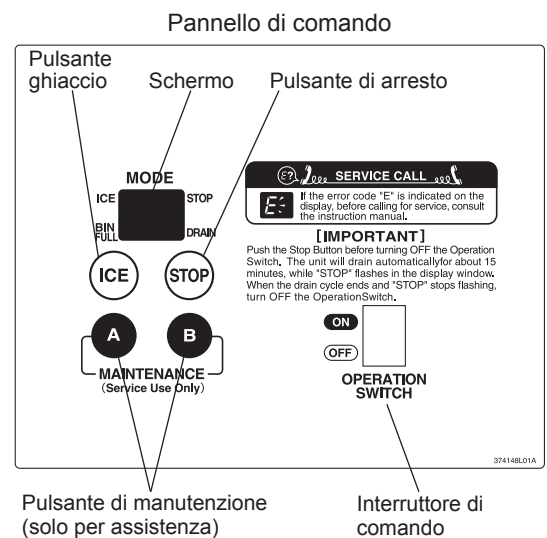 Pannello di comando
Pulsante
ghiaccio
Schermo
Pulsante di arresto
MODE
ICE
STOP
BIN
FULL
DRAIN
ICE
STOP
A
B
MAINTENANCE
(Service Use Only)
E? SERVICE CALL
E
If the error code "E" is indicated on the
display, before calling for service, consult
the instruction manual.
[IMPORTANT]
Push the Stop Button before turning OFF the Operation
Switch. The unit will drain automaticallyfor about 15
minutes, while "STOP" flashes in the display window.
When the drain cycle ends and "STOP" stops flashing,
turn OFF the OperationSwitch.
ON
OFF
OPERATION
SWITCH
374148L01A
Pulsante di manutenzione
(solo per assistenza)
Interruttore di
comando